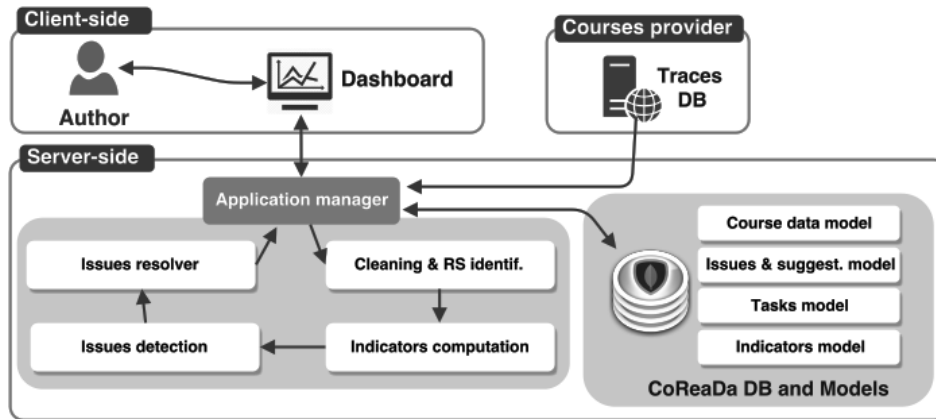 Client-side
Courses provider
Dashboard
Author
Traces
DB
Server-side
Application manager
Issues resolver
Cleaning & RS identif.
Issues detection
Indicators computation
Course data model
Issues & suggest. model
Tasks model
Indicators model
CoReaDa DB and Models